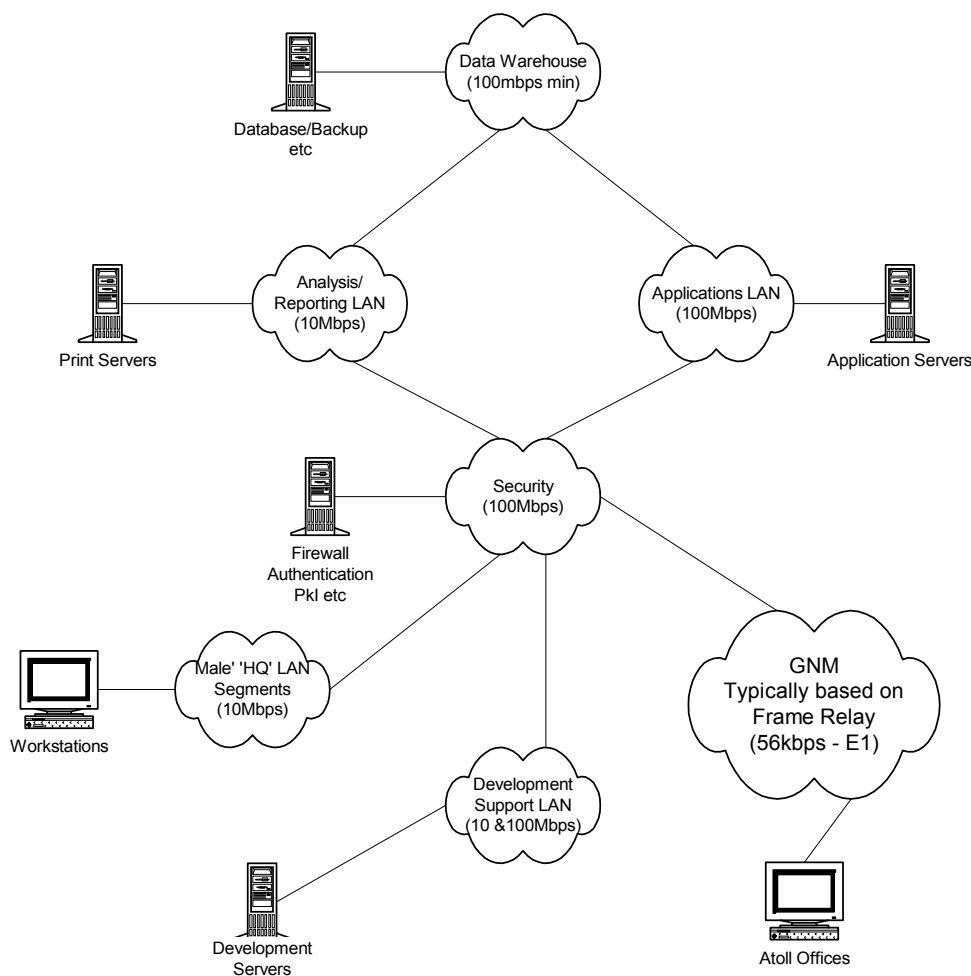 Data Warehouse
(100mbps min)
Database/Backup
etc
Analysis/
Reporting LAN
(10Mbps)
Applications LAN
(100Mbps)
Print Servers
Application Servers
Security
(100Mbps)
Firewall
Authentication
PkI etc
Male' 'HQ' LAN
Segments
(10Mbps)
GNM
Typically based on
Frame Relay
(56kbps - E1)
Workstations
Development
Support LAN
(10 &100Mbps)
Development
Servers
Atoll Offices